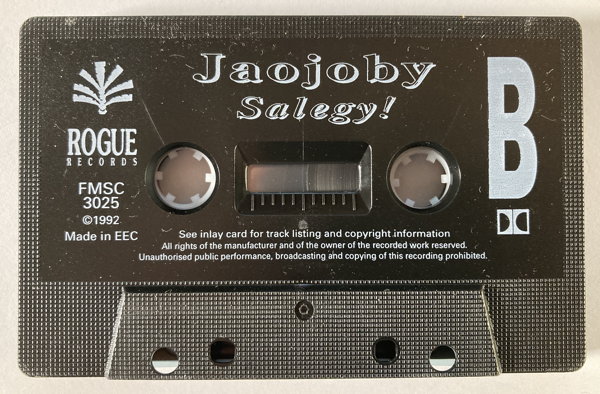 Jaojoby
Salegy!
B
ROGUE
RECORDS
FMSC
3025
©1992
Made in EEC
See inlay card for track listing and copyright information
All rights of the manufacturer and of the owner of the recorded work reserved.
Unauthorised public performance, broadcasting and copying of this recording prohibited.